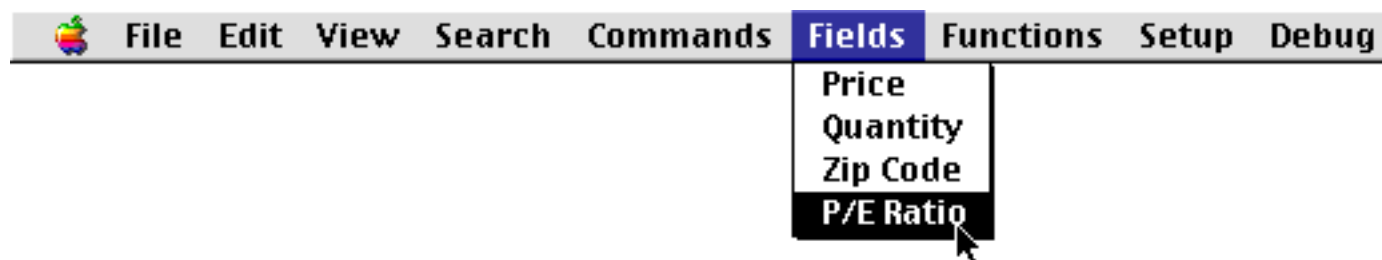 File Edit View Search Commands Fields Functions Setup Debug
Price
Quantity
Zip Code
P/E Ratio